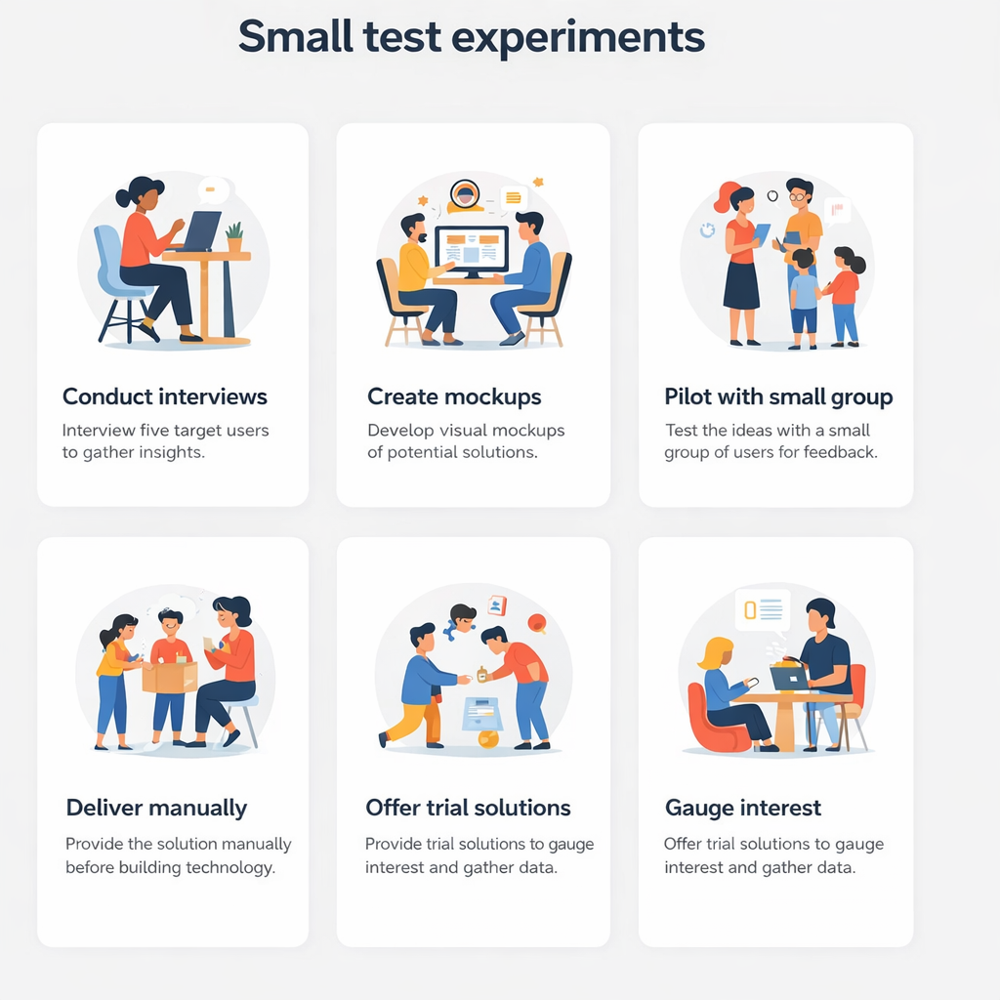 Small test experiments
Conduct interviews
Interview five target users
to gather insights.
Create mockups
Develop visual mockups
of potential solutions.
Pilot with small group
Test the ideas with a small
group of users for feedback.
Deliver manually
Provide the solution manually
before building technology.
Offer trial solutions
Provide trial solutions to gauge
interest and gather data.
Gauge interest
Offer trial solutions to gauge
interest and gather data.